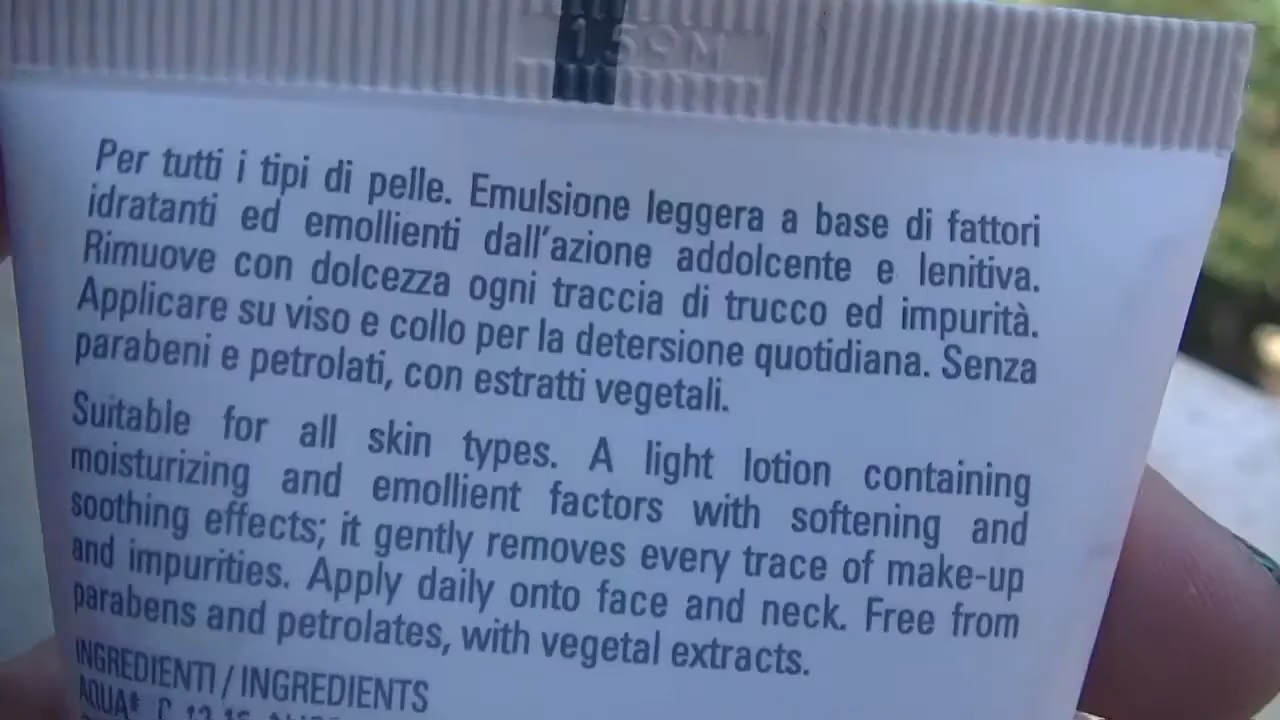 159M
Per tutti i tipi di pelle. Emulsione leggera a base di fattori
idratanti ed emollienti dall'azione addolcente e lenitiva.
Rimuove con dolcezza ogni traccia di trucco ed impurità.
Applicare su viso e collo per la detersione quotidiana. Senza
parabeni e petrolati, con estratti vegetali.
Suitable for all skin types. A light lotion containing
moisturizing and emollient factors with softening and
soothing effects; it gently removes every trace of make-up
and impurities. Apply daily onto face and neck. Free from
parabens and petrolates, with vegetal extracts.
INGREDIENTI / INGREDIENTS
AQUA*, C 12-15